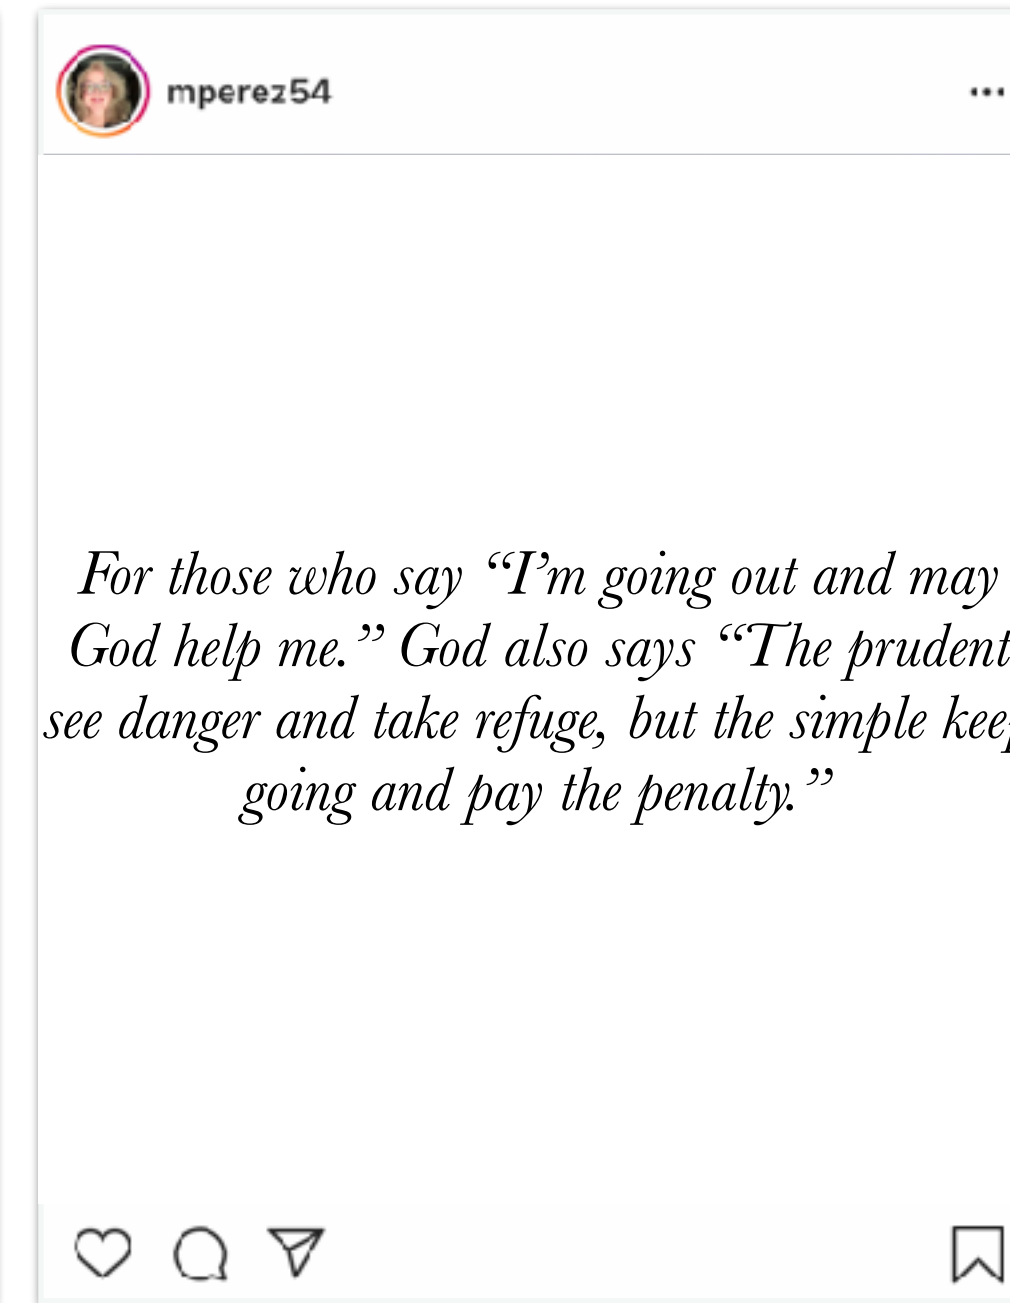 mperez54
For those who say “I’m going out and may
God help me.” God also says “The prudent
see danger and take refuge, but the simple
going and pay the penalty.”